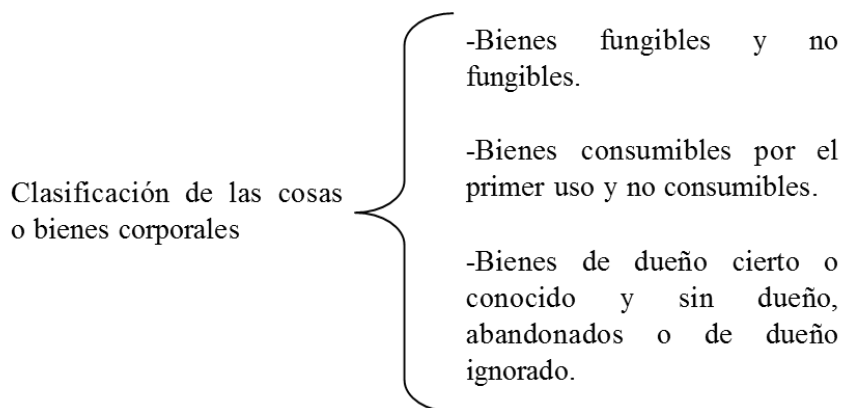 Clasificación de las cosas
o bienes corporales
-Bienes fungibles y no
fungibles.
-Bienes consumibles por el
primer uso y no consumibles.
-Bienes de dueño cierto o
conocido y sin dueño,
abandonados o de dueño
ignorado.